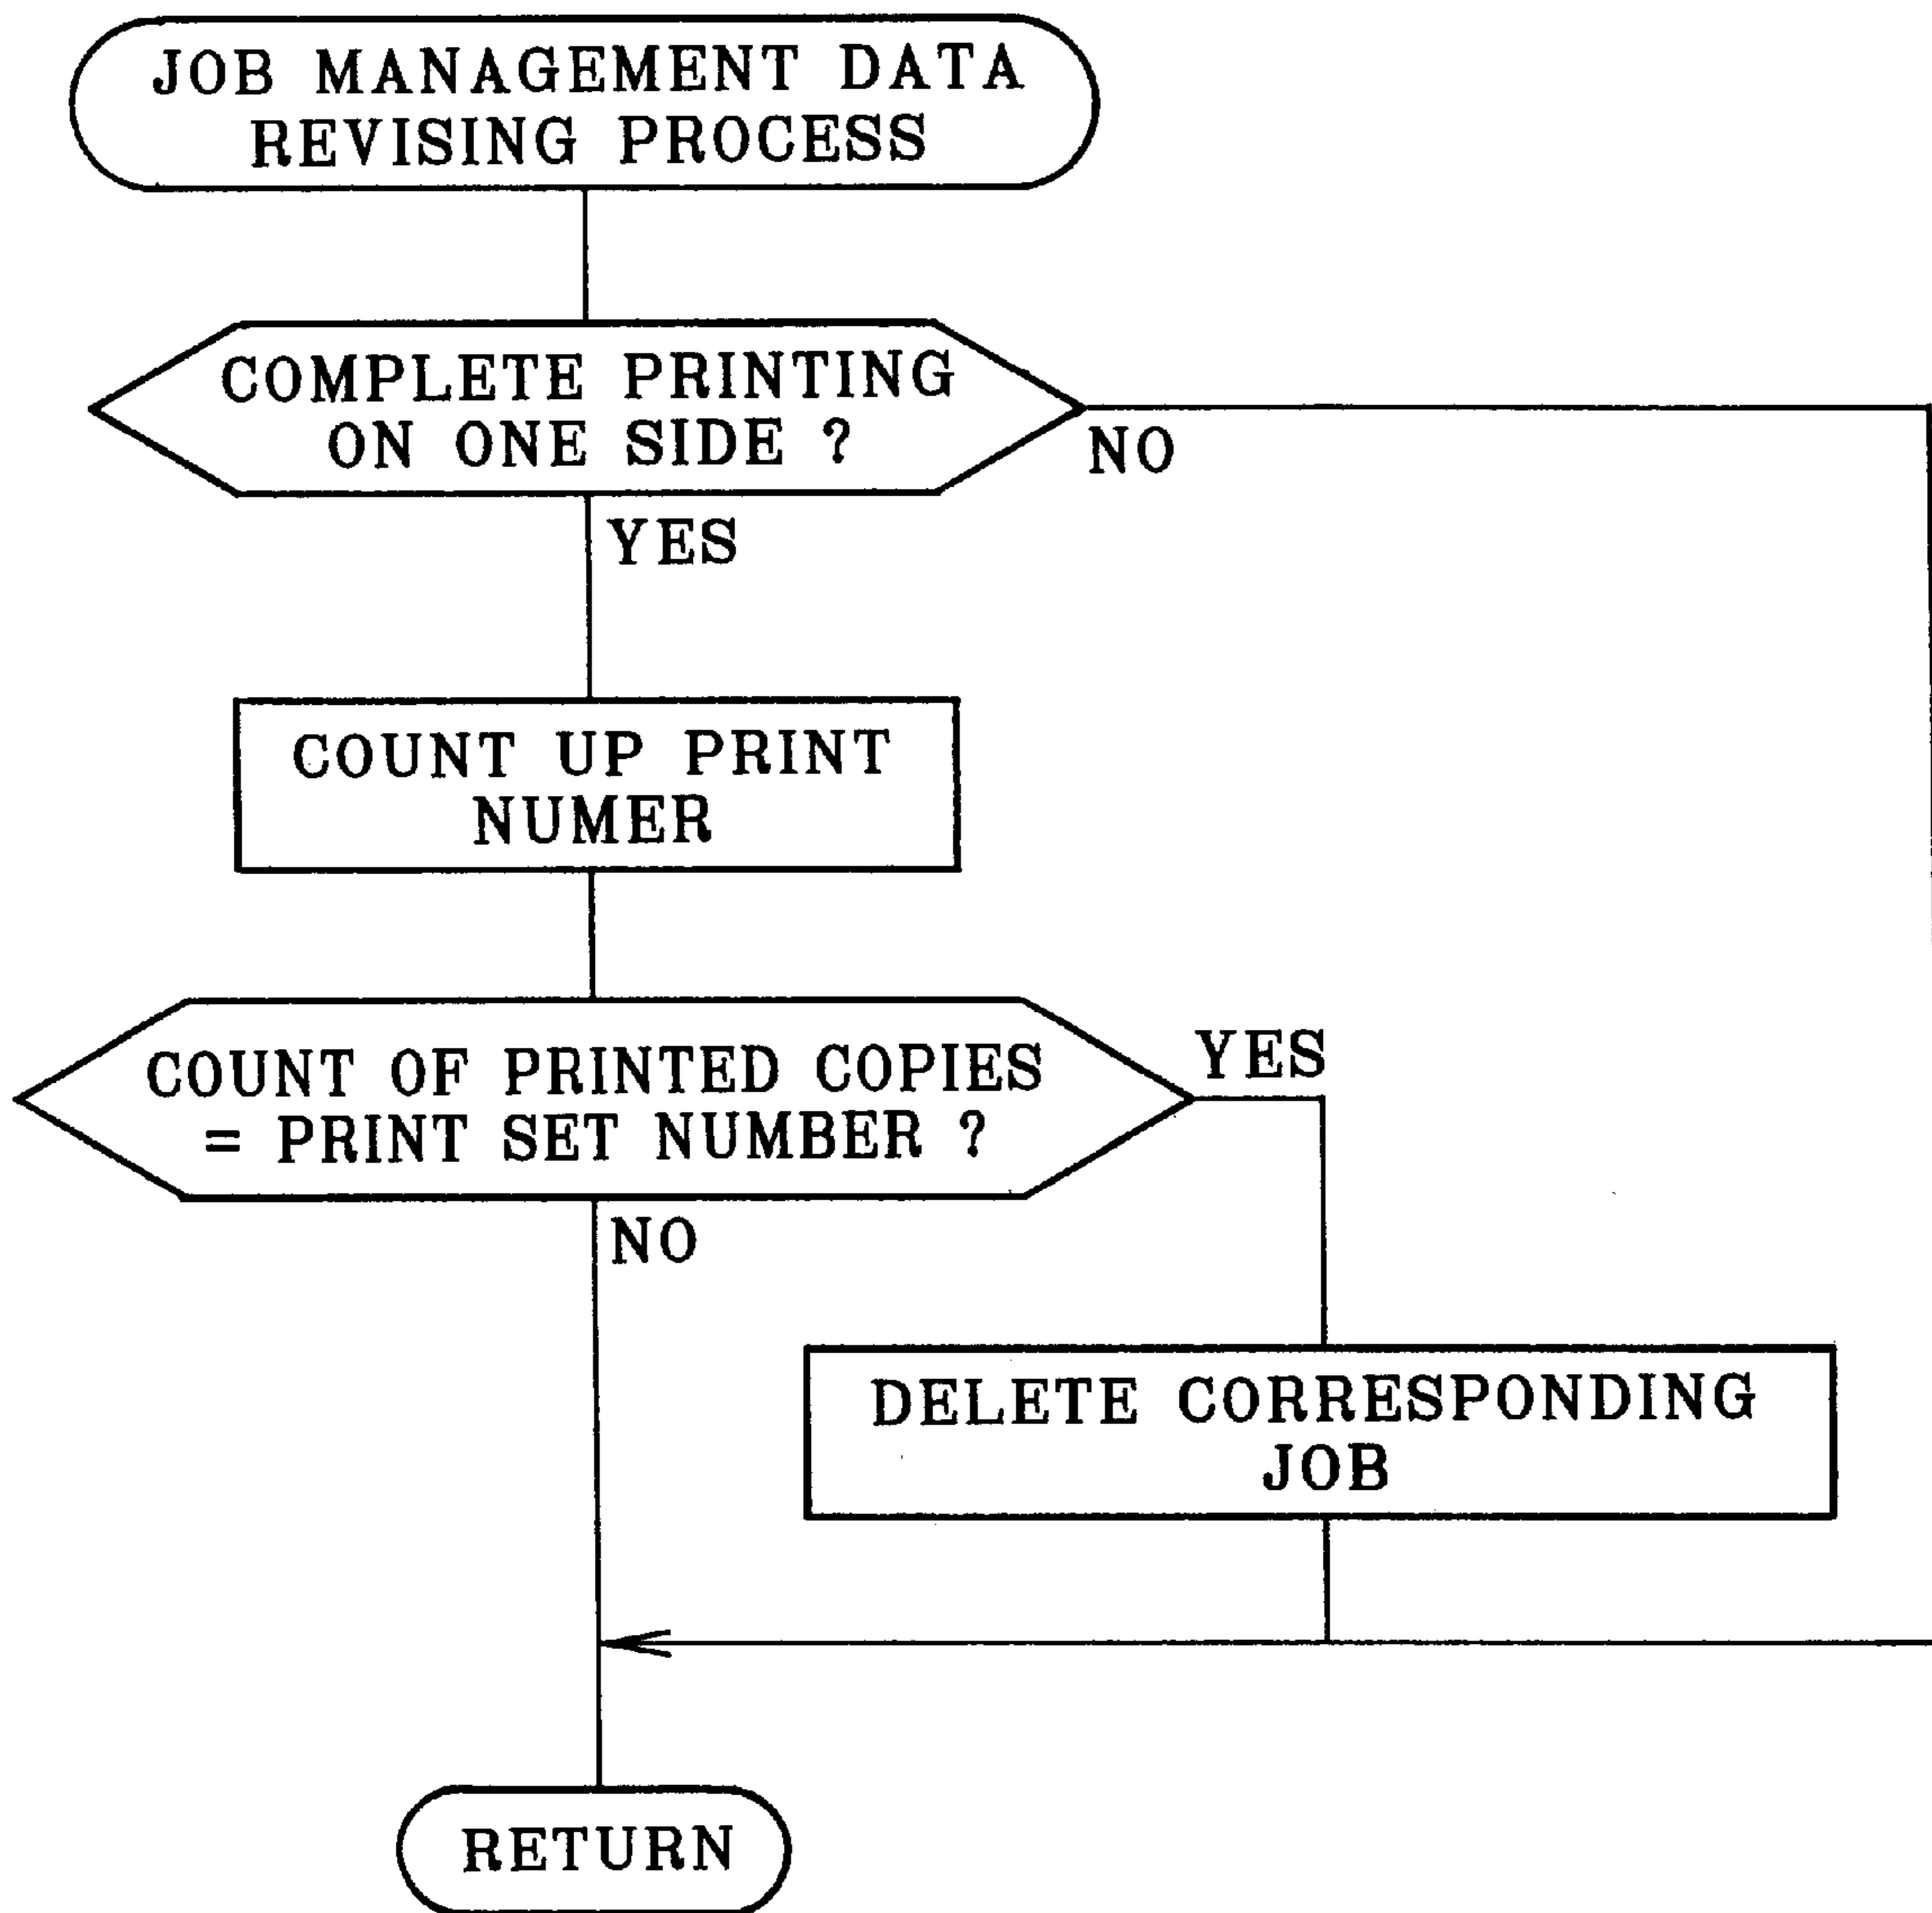 JOB MANAGEMENT DATA
REVISING PROCESS
COMPLETE PRINTING
ON ONE SIDE ?
NO
YES
COUNT UP PRINT
NUMER
COUNT OF PRINTED COPIES
= PRINT SET NUMBER ?
YES
NO
DELETE CORRESPONDING
JOB
RETURN